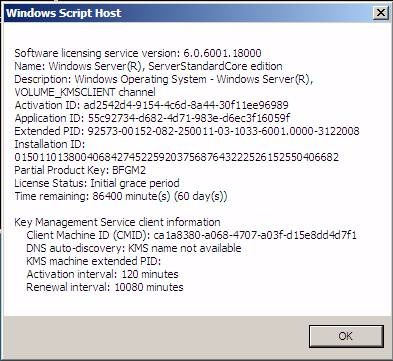 Windows Script Host
Software licensing service version: 6.0.6001.18000
Name: Windows Server(R), ServerStandardCore edition
Description: Windows Operating System - Windows Server(R),
VOLUME_KMSCLIENT channel
Activation ID: ad2542d4-9154-4c6d-8a44-30f11ee96989
Application ID: 55c92734-d682-4d71-983e-d6ec3f16059f
Extended PID: 92573-00152-082-250011-03-1033-6001.0000-3122008
Installation ID:
015011013800406842745225920375687643222526152550406682
Partial Product Key: BFGM2
License Status: Initial grace period
Time remaining: 86400 minute(s) (60 day(s))
Key Management Service client information
Client Machine ID (CMID): ca1a8380-a068-4707-a03f-d15e8dd4d7f1
DNS auto-discovery: KMS name not available
KMS machine extended PID:
Activation interval: 120 minutes
Renewal interval: 10080 minutes
OK